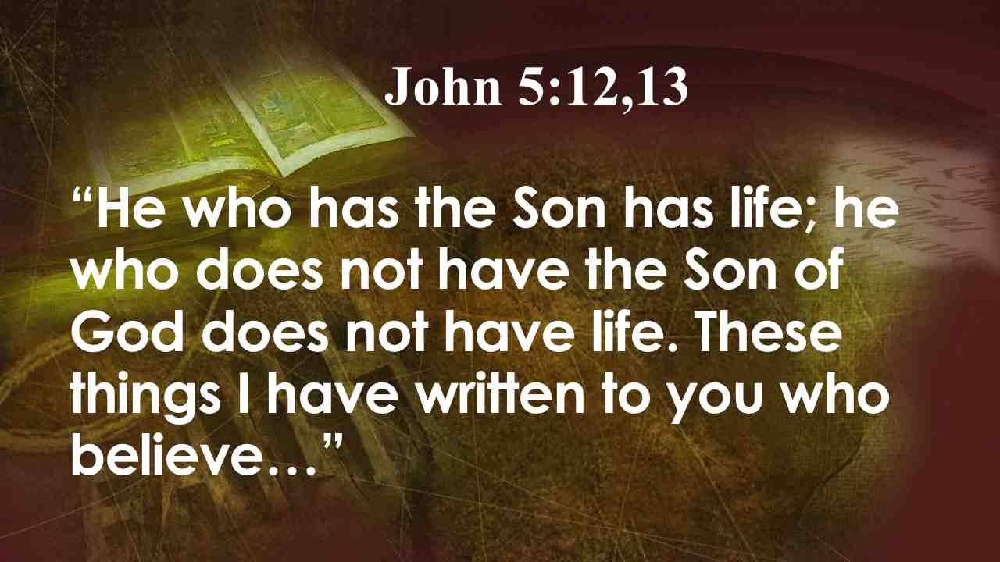 John 5:12,13
“He who has the Son has life; he
who does not have the Son of
God does not have life. These
things I have written to you who
believe…”